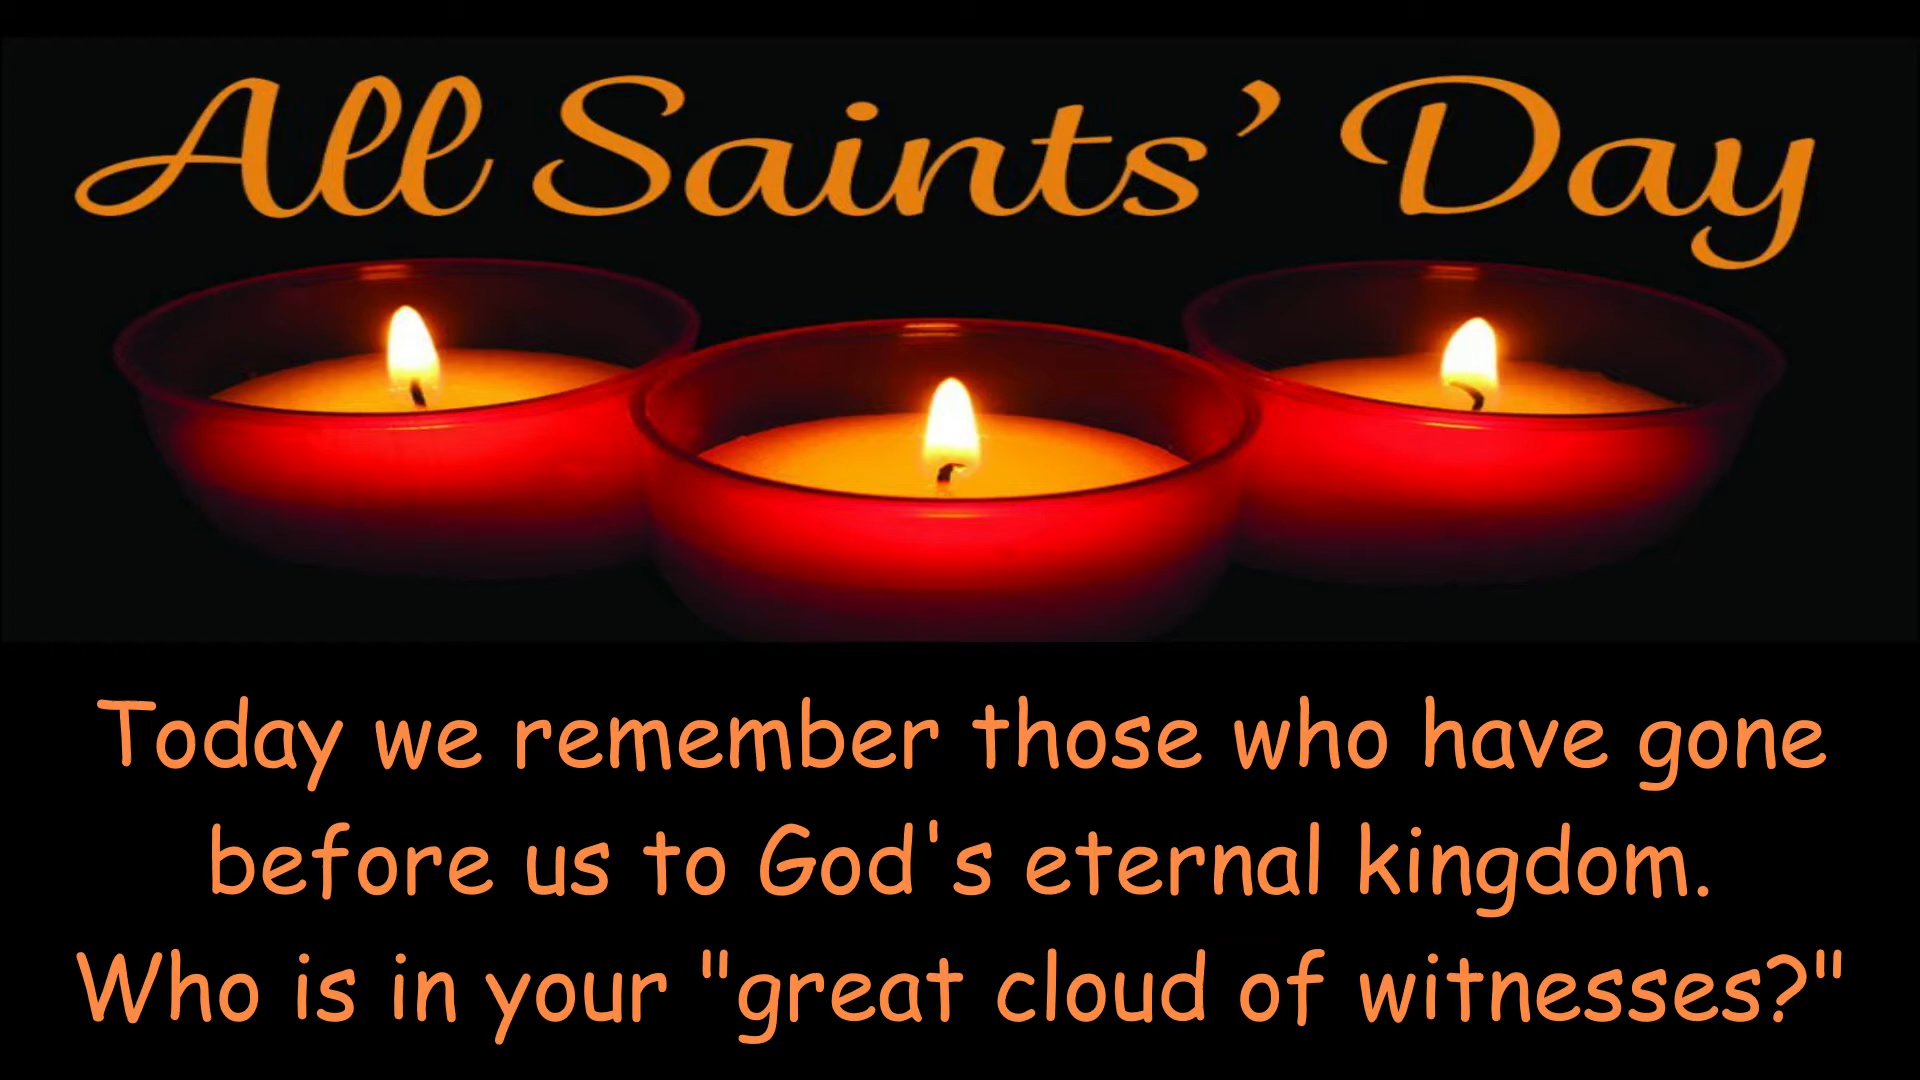 All Saints’ Day
Today we remember those who have gone
before us to God's eternal kingdom.
Who is in your "great cloud of witnesses?"